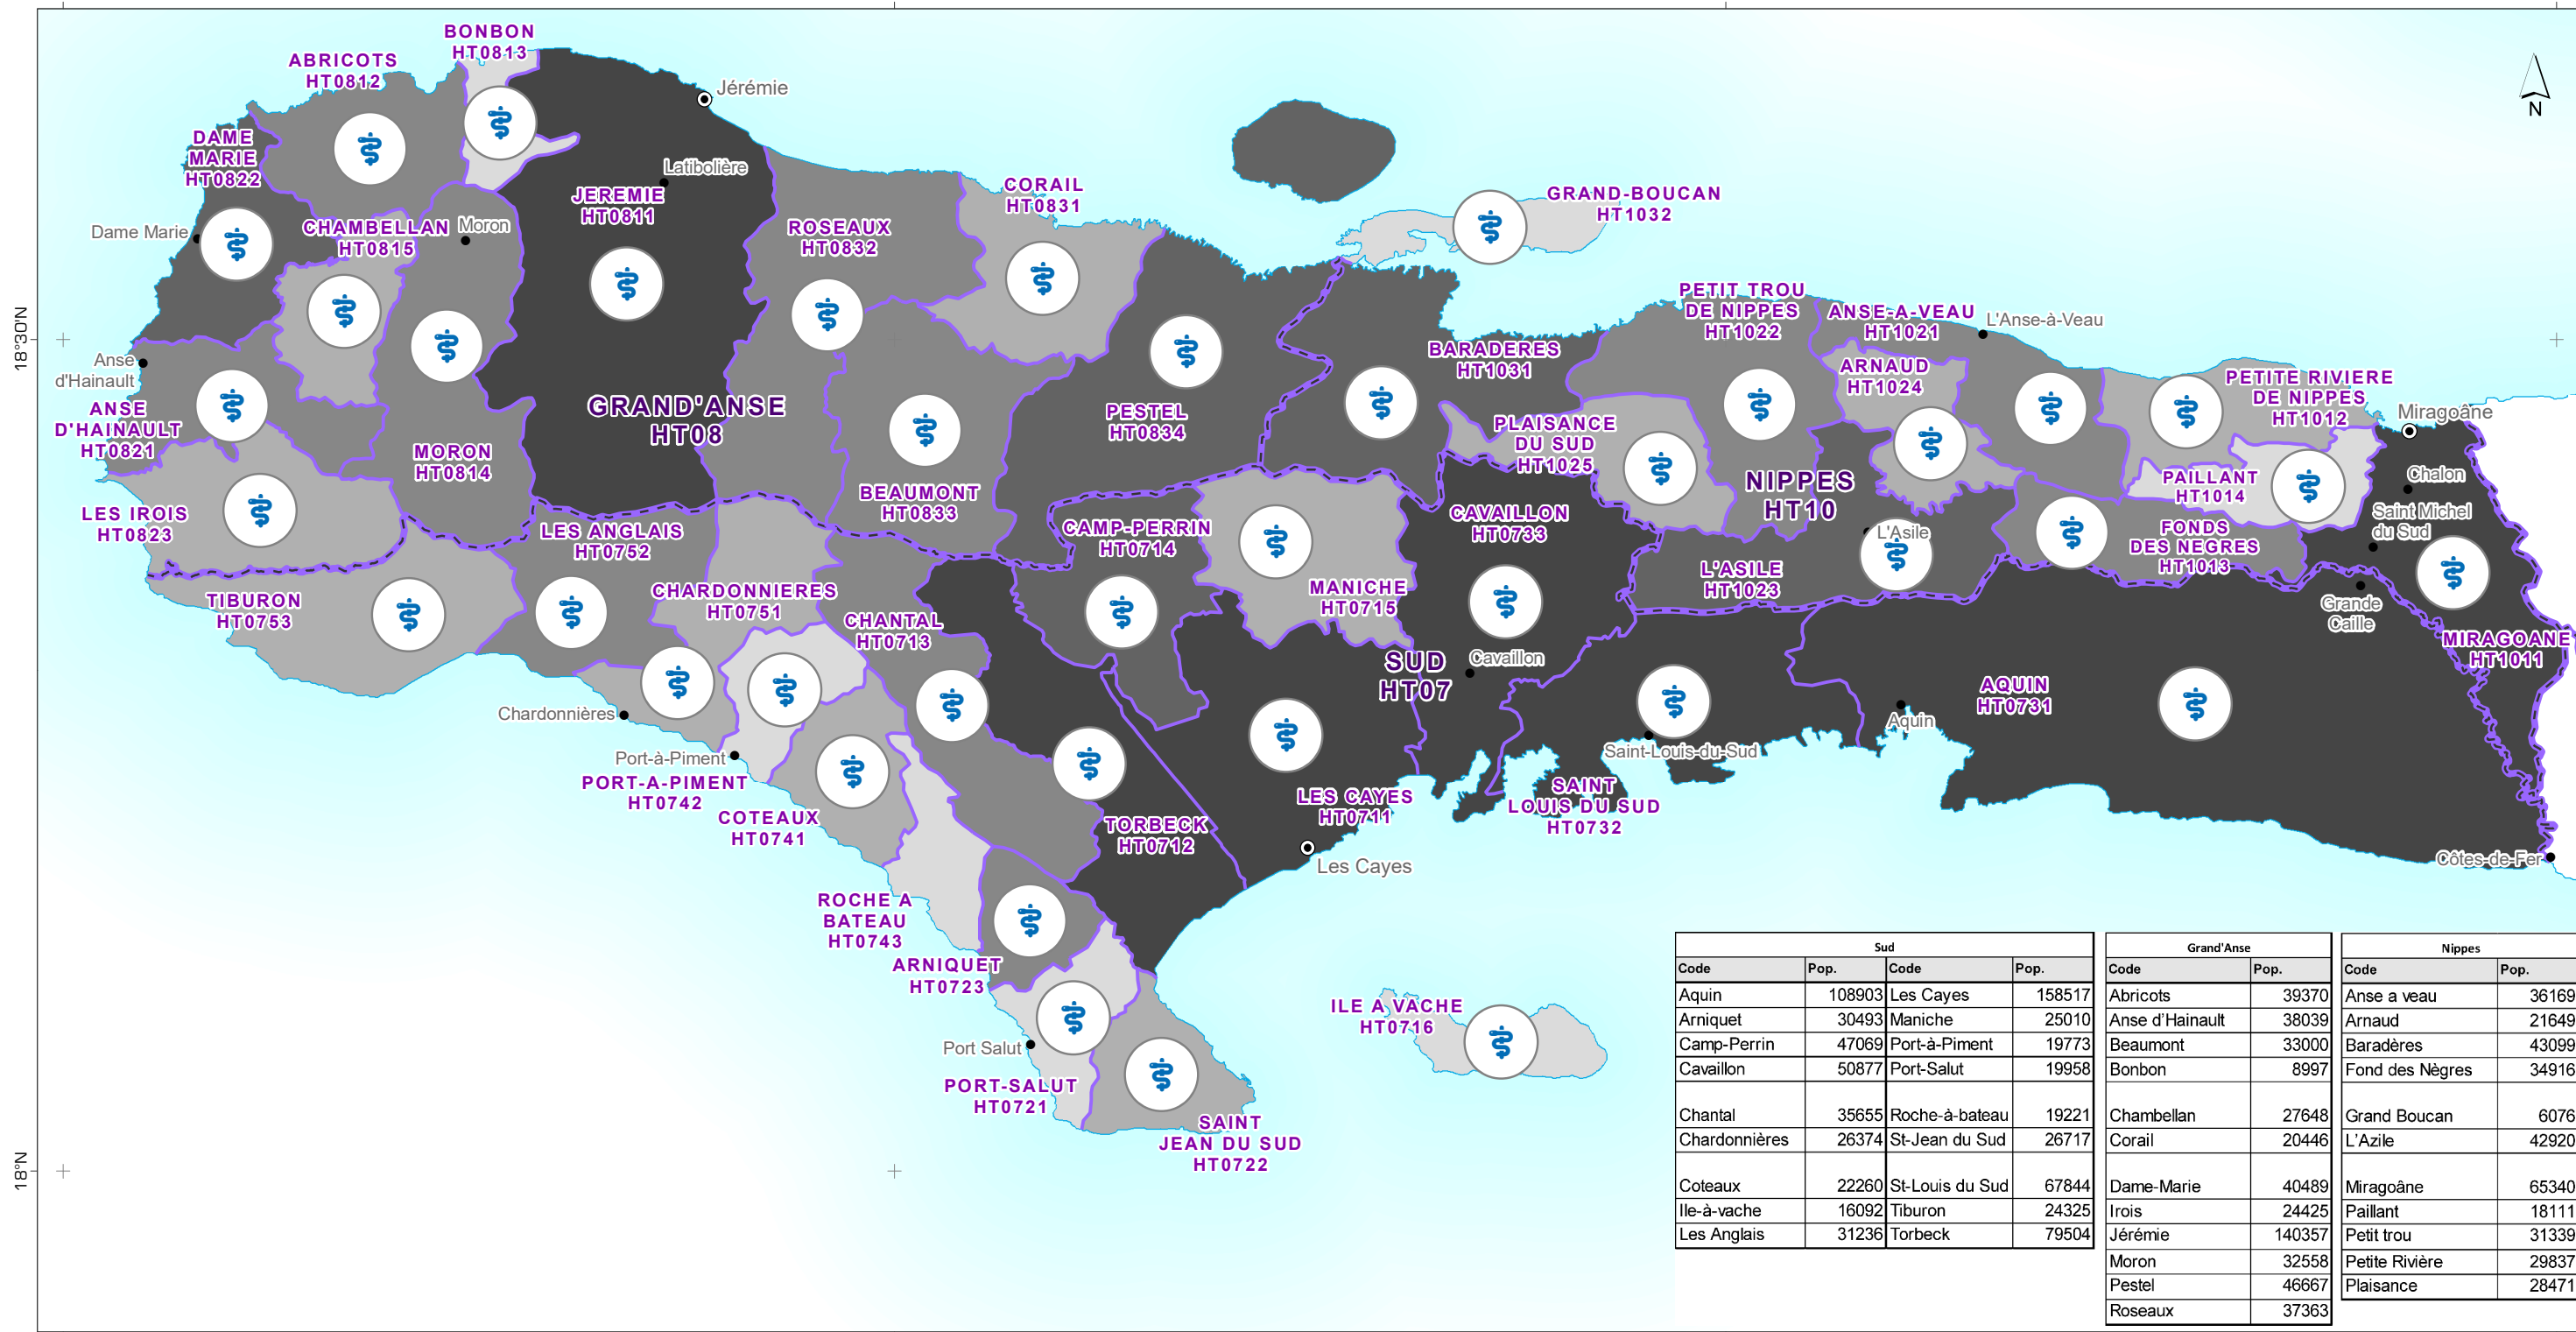 BONBON
HT0813
ABRICOTS
HT0812
Jérémie
N
DAME
MARIE
HT0822
Latibolière
JEREMIE
HT0811
CORAIL
HT0831
GRAND-BOUCAN
HT1032
Dame Marie
CHAMBELLAN
HT0815
Moron
ROSEAUX
HT0832
18°30'N
PETIT TROU
DE NIPPES
HT1022
ANSE-A-VEAU
HT1021
L'Anse-à-Veau
Anse
d'Hainault
BARADERES
HT1031
ARNAUD
HT1024
PETITE RIVIERE
DE NIPPES
HT1012
Miragoâne
ANSE
D'HAINAULT
HT0821
GRAND'ANSE
HT08
PESTEL
HT0834
PLAISANCE
DU SUD
HT1025
MORON
HT0814
NIPPES
HT10
PAILLANT
HT1014
Chalon
Saint Michel
du Sud
LES IROIS
HT0823
BEAUMONT
HT0833
LES ANGLAIS
HT0752
CAMP-PERRIN
HT0714
CAVAILLON
HT0733
L'Asile
FONDS
DES NEGRES
HT1013
TIBURON
HT0753
CHARDONNIERES
HT0751
CHANTAL
HT0713
MANICHE
HT0715
L'ASILE
HT1023
Grande
Caille
MIRAGOANE
HT1011
SUD
HT07
Cavaillon
AQUIN
HT0731
Aquin
Chardonnières
Port-à-Piment
PORT-A-PIMENT
HT0742
Saint-Louis-du-Sud
SAINT
LOUIS DU SUD
HT0732
COTEAUX
HT0741
LES CAYES
HT0711
TORBECK
HT0712
Les Cayes
Côtes-de-Fer
ROCHE A
BATEAU
HT0743
ARNIQUET
HT0723
ILE A VACHE
HT0716
Port Salut
PORT-SALUT
HT0721
SAINT
JEAN DU SUD
HT0722
18°N
Sud
Code Pop. Code Pop.
Aquin 108903 Les Cayes 158517
Arniquet 30493 Maniche 25010
Camp-Perrin 47069 Port-à-Piment 19773
Cavaillon 50877 Port-Salut 19958
Chantal 35655 Roche-à-bateau 19221
Chardonnières 26374 St-Jean du Sud 26717
Coteaux 22260 St-Louis du Sud 67844
Ile-à-vache 16092 Tiburon 24325
Les Anglais 31236 Torbeck 79504
Grand'Anse
Code Pop.
Abricots 39370
Anse d'Hainault 38039
Beaumont 33000
Bonbon 8997
Chambellan 27648
Corail 20446
Dame-Marie 40489
Irois 24425
Jérémie 140357
Moron 32558
Pestel 46667
Roseaux 37363
Nippes
Code Pop.
Anse a veau 36169
Arnaud 21649
Baradères 43099
Fond des Nègres 34916
Grand Boucan 6076
L'Azile 42920
Miragoâne 65340
Paillant 18111
Petit trou 31339
Petite Rivière 29837
Plaisance 28471